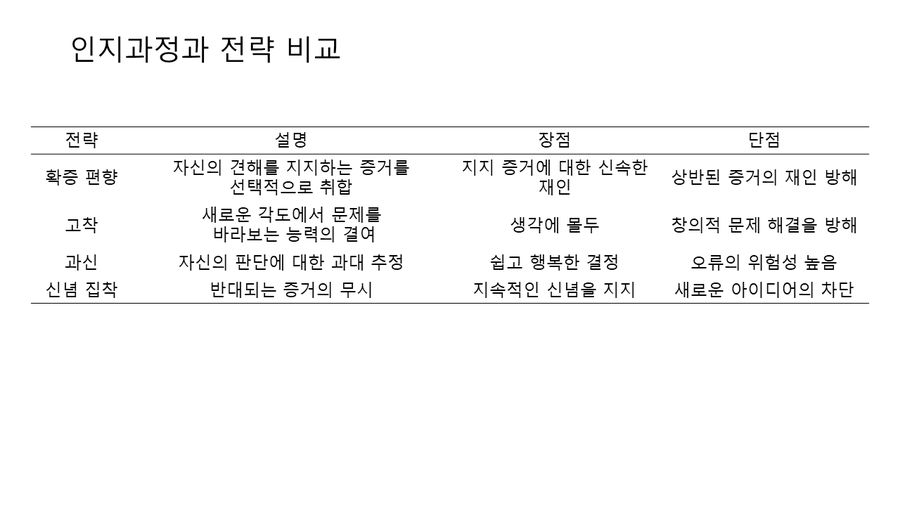 인지과정과 전략 비교
전략 설명 장점 단점
확증 편향 자신의 견해를 지지하는 증거를 선택적으로 취합 지지 증거에 대한 신속한 재인 상반된 증거의 재인 방해
고착 새로운 각도에서 문제를 바라보는 능력의 결여 생각에 몰두 창의적 문제 해결을 방해
과신 자신의 판단에 대한 과대 추정 쉽고 행복한 결정 오류의 위험성 높음
신념 집착 반대되는 증거의 무시 지속적인 신념을 지지 새로운 아이디어의 차단